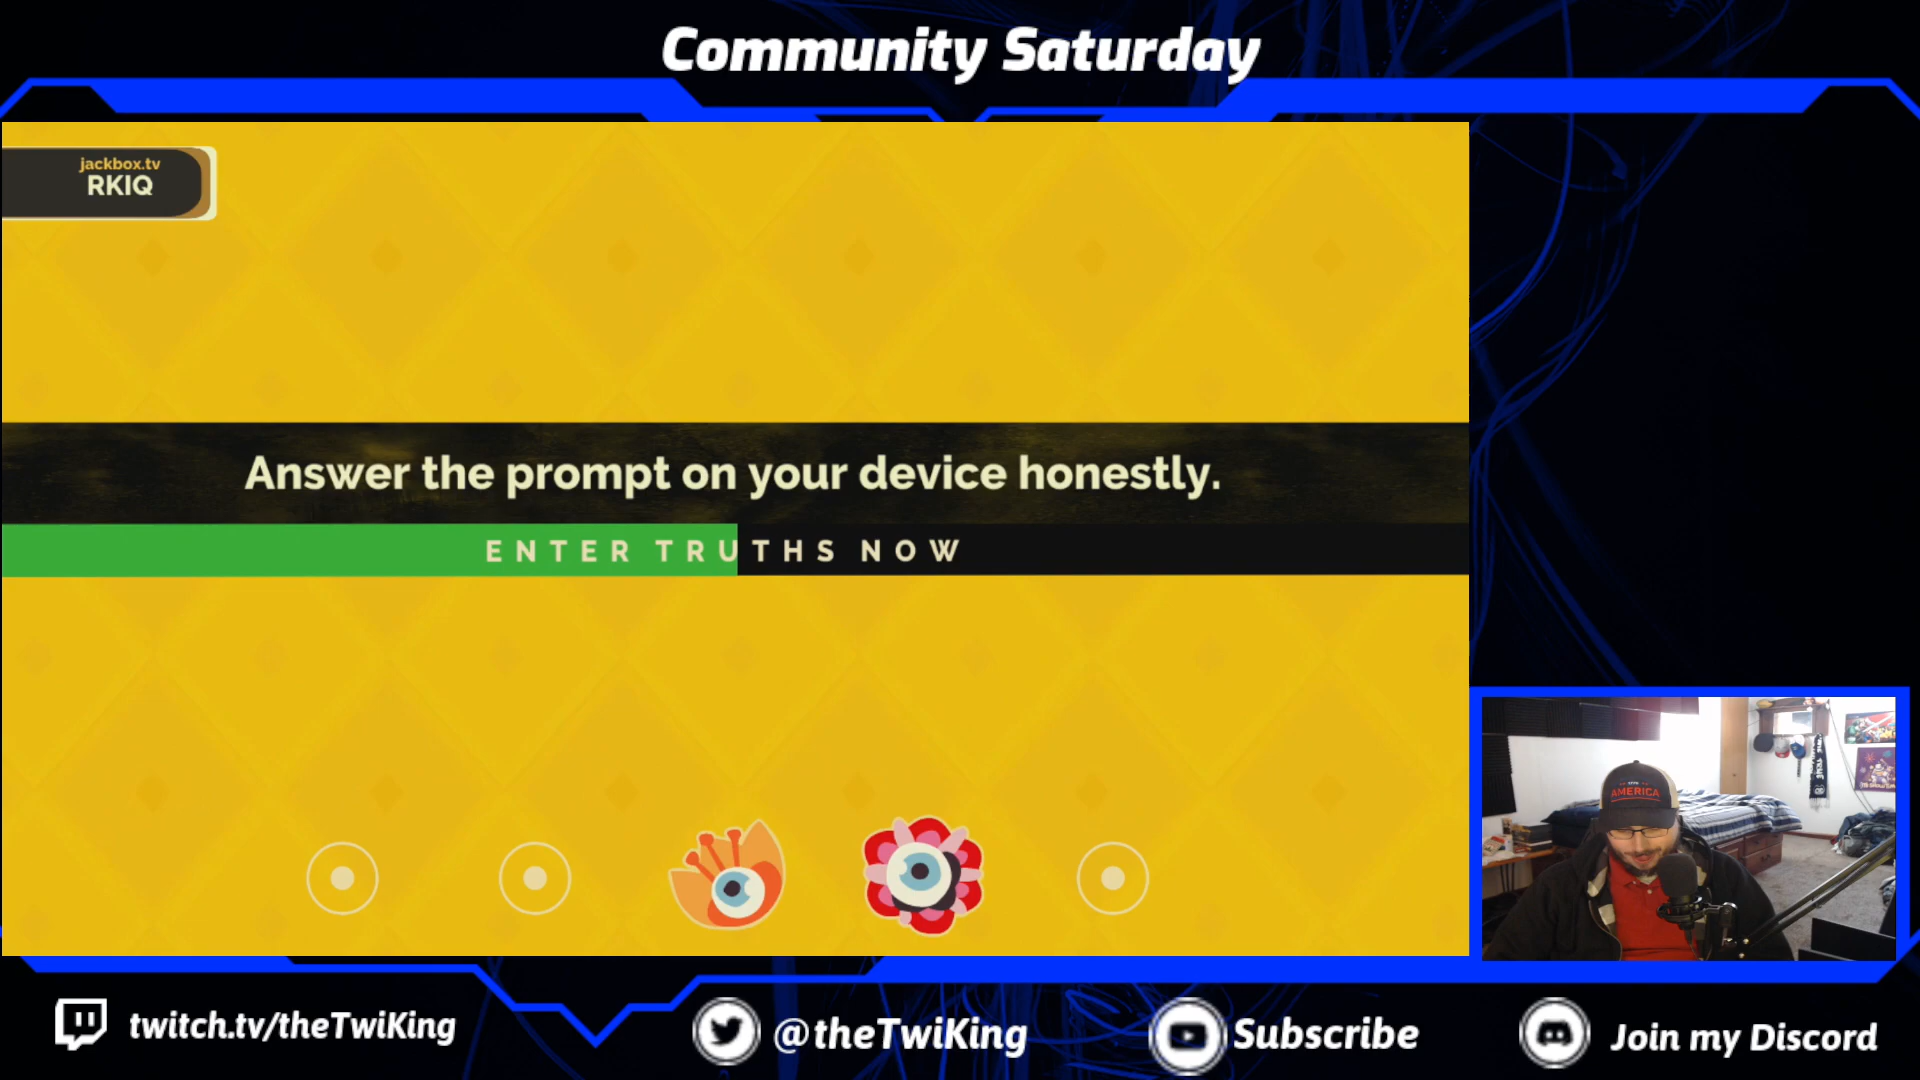 Community Saturday
jackbox.tv
RKIQ
Answer the prompt on your device honestly.
ENTER TRUTHS NOW
AMERICA
twitch.tv/theTwiKing
@theTwiKing
Subscribe
Join my Discord